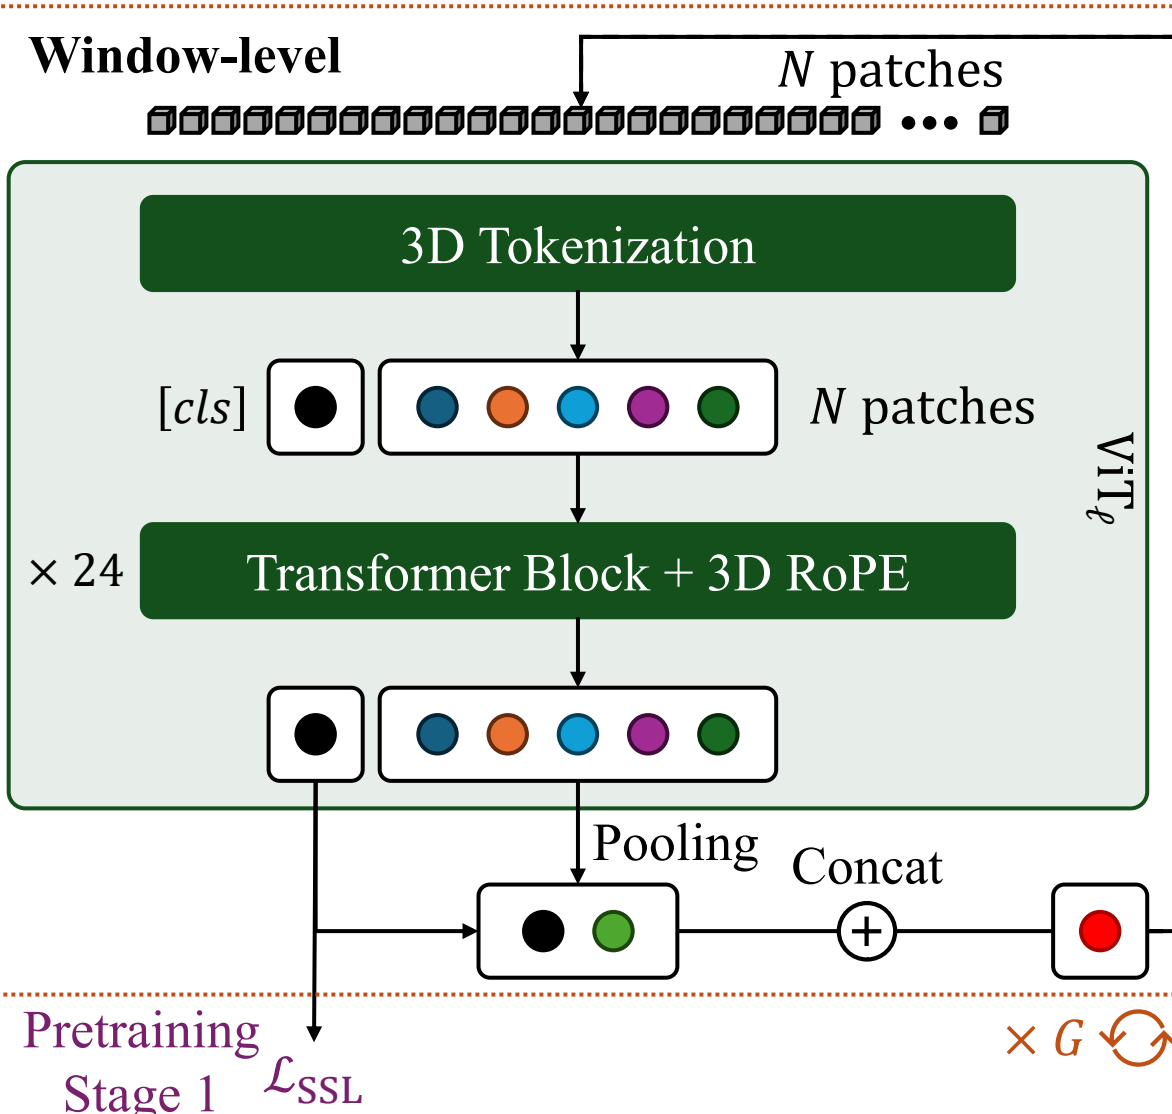 Window-level
N patches
3D Tokenization
[cls]
N patches
ViTℓ
× 24
Transformer Block + 3D RoPE
Pooling
Concat
+
Pretraining
Stage 1
ℒSSL
× G